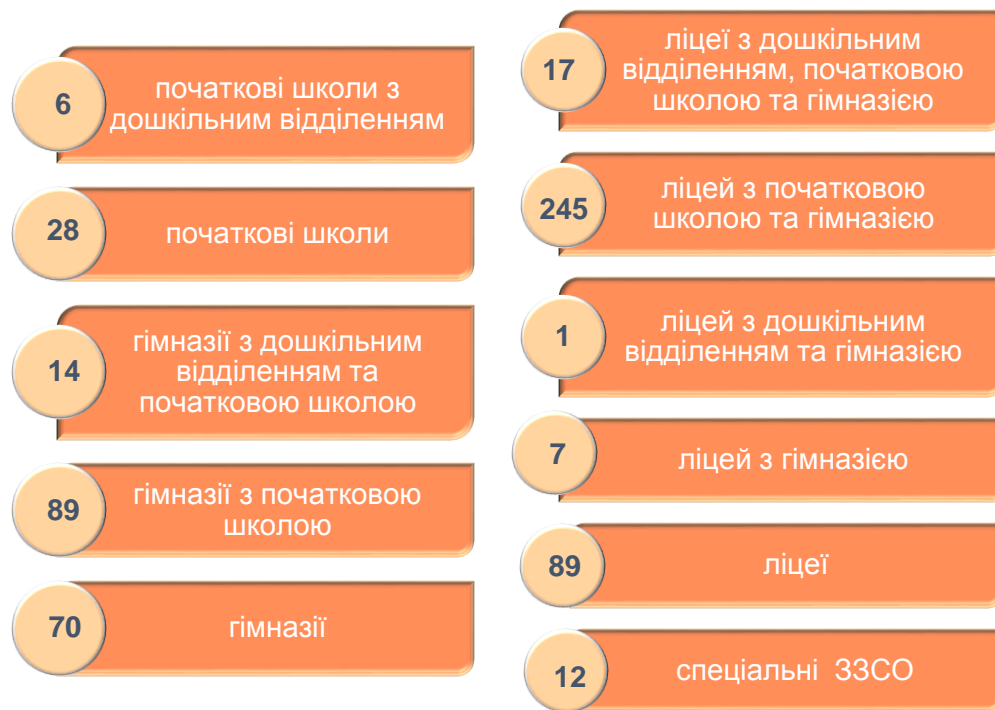 6
початкові школи з
дошкільним відділенням
28
початкові школи
14
гімназії з дошкільним
відділенням та
початковою школою
89
гімназії з початковою
школою
70
гімназії
17
ліцеї з дошкільним
відділенням, початковою
школою та гімназією
245
ліцей з початковою
школою та гімназією
1
ліцей з дошкільним
відділенням та гімназією
7
ліцей з гімназією
89
ліцеї
12
спеціальні ЗЗСО